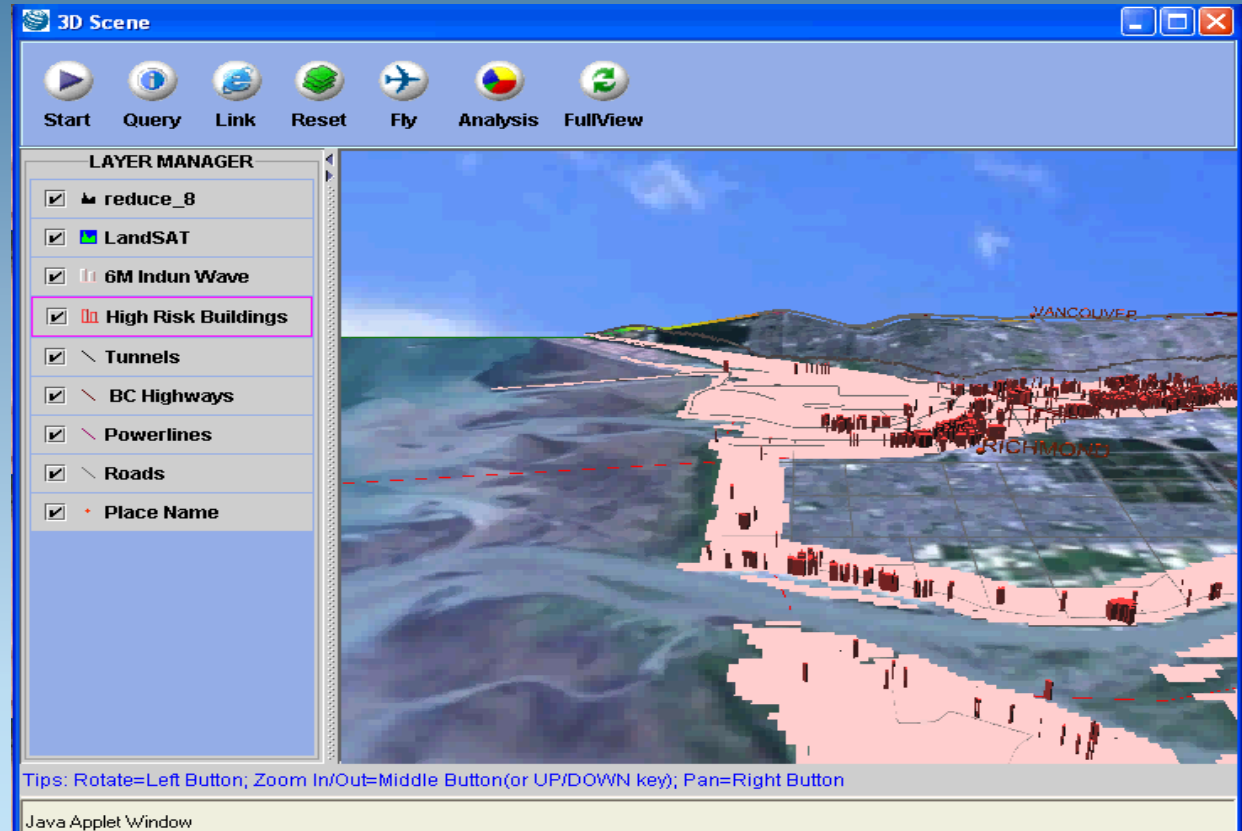 3D Scene
Start Query Link Reset Fly Analysis FullView
LAYER MANAGER
reduce_8
LandSAT
6M Indun Wave
High Risk Buildings
Tunnels
BC Highways
Powerlines
Roads
Place Name
VANCOUVER
RICHMOND
Tips: Rotate=Left Button; Zoom In/Out=Middle Button(or UP/DOWN key); Pan=Right Button
Java Applet Window